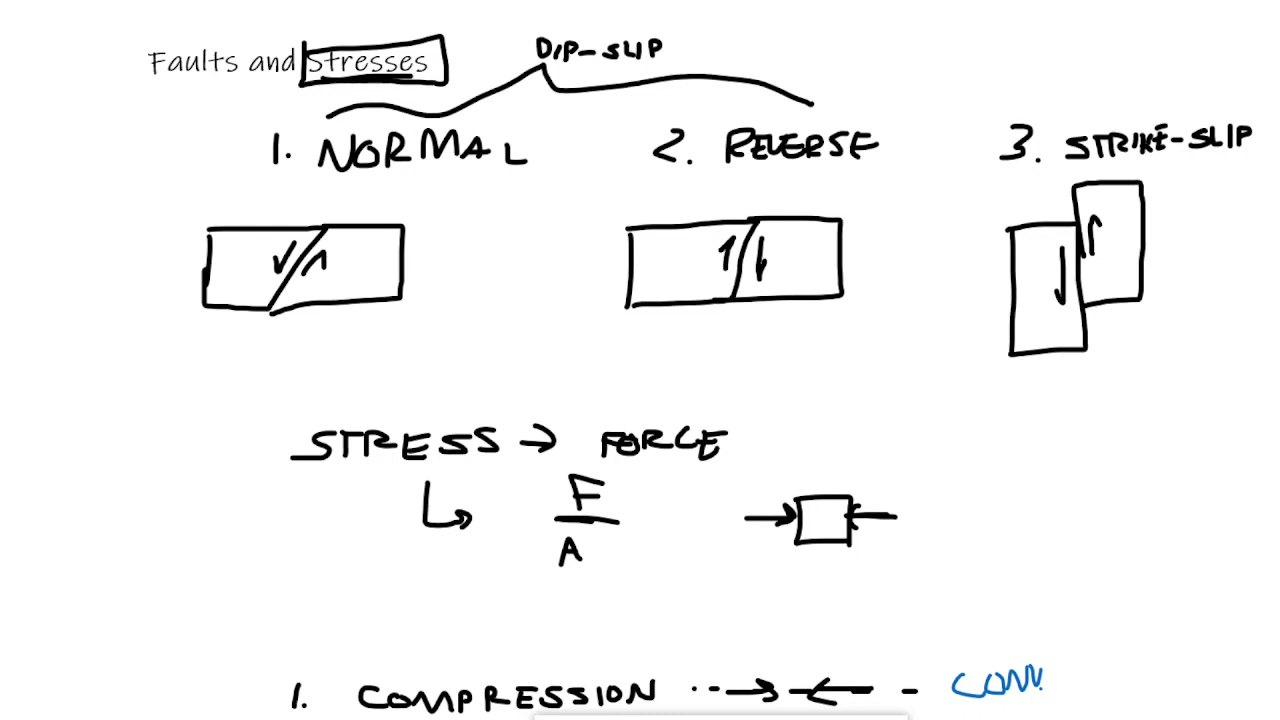 Faults and Stresses
DIP-SLIP
1. NORMAL
2. REVERSE
3. STRIKE-SLIP
STRESS → FORCE
F
A
1. COMPRESSION